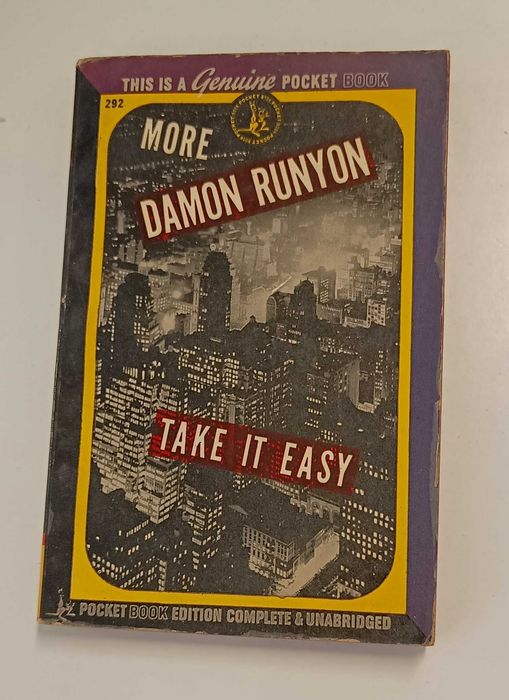 THIS IS A Genuine POCKET BOOK
292
MORE
DAMON RUNYON
TAKE IT EASY
POCKET BOOK EDITION COMPLETE & UNABRIDGED